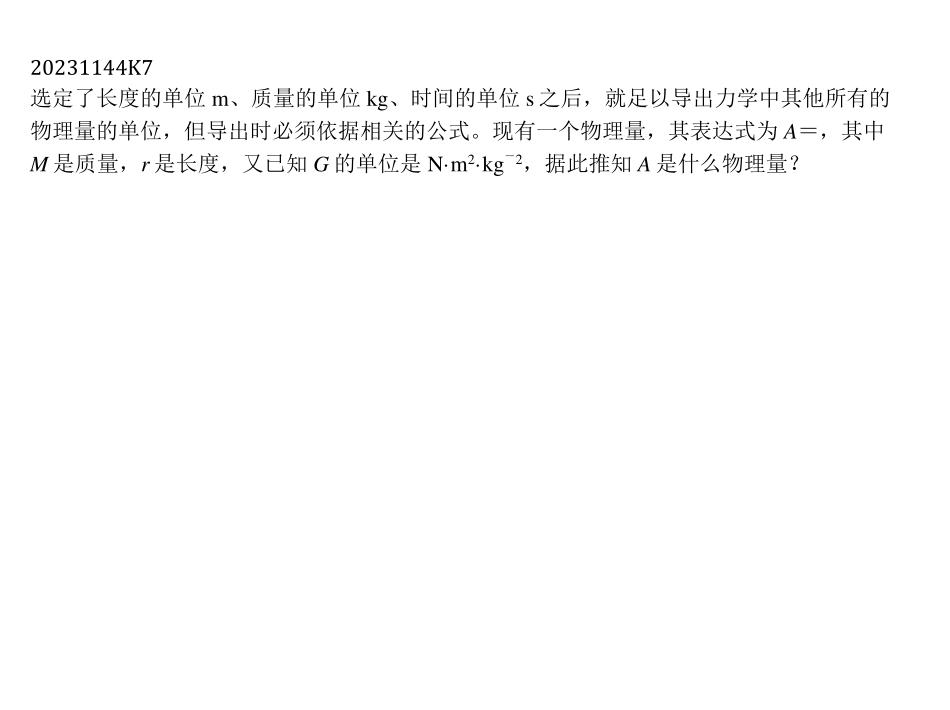 20231144K7
选定了长度的单位 m、质量的单位 kg、时间的单位 s 之后，就足以导出力学中其他所有的
物理量的单位，但导出时必须依据相关的公式。现有一个物理量，其表达式为 A＝，其中
M 是质量，r 是长度，又已知 G 的单位是 N·m²·kg⁻²，据此推知 A 是什么物理量？